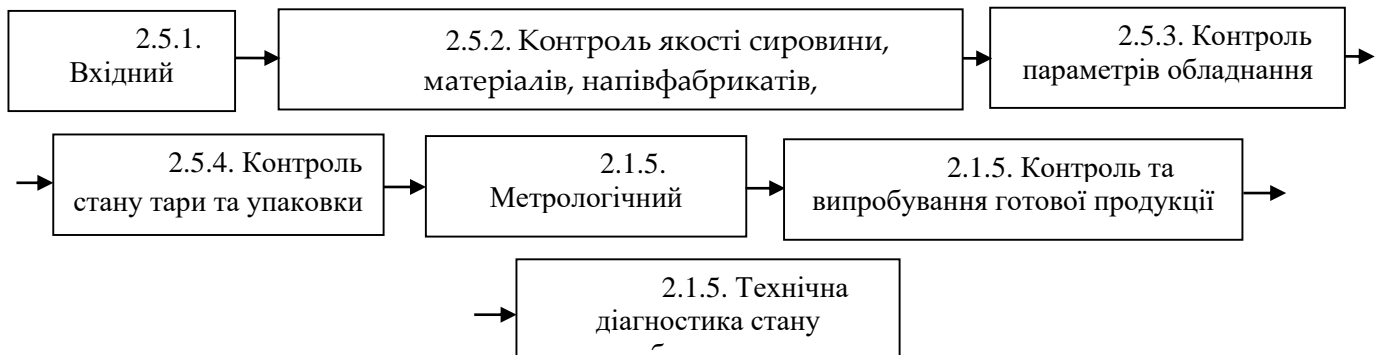 2.5.1.
Вхідний
2.5.2. Контроль якості сировини,
матеріалів, напівфабрикатів,
2.5.3. Контроль
параметрів обладнання
2.5.4. Контроль
стану тари та упаковки
2.1.5.
Метрологічний
2.1.5. Контроль та
випробування готової продукції
2.1.5. Технічна
діагностика стану